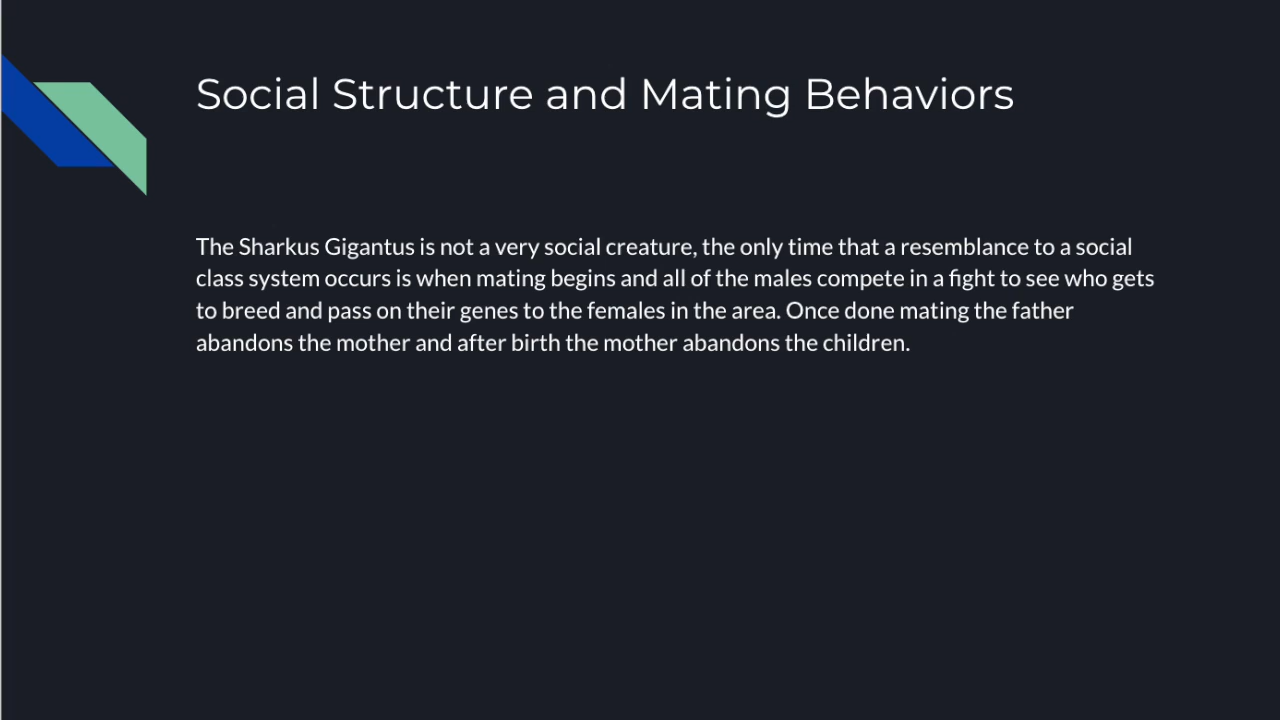 Social Structure and Mating Behaviors
The Sharkus Gigantus is not a very social creature, the only time that a resemblance to a social
class system occurs is when mating begins and all of the males compete in a fight to see who gets
to breed and pass on their genes to the females in the area. Once done mating the father
abandons the mother and after birth the mother abandons the children.